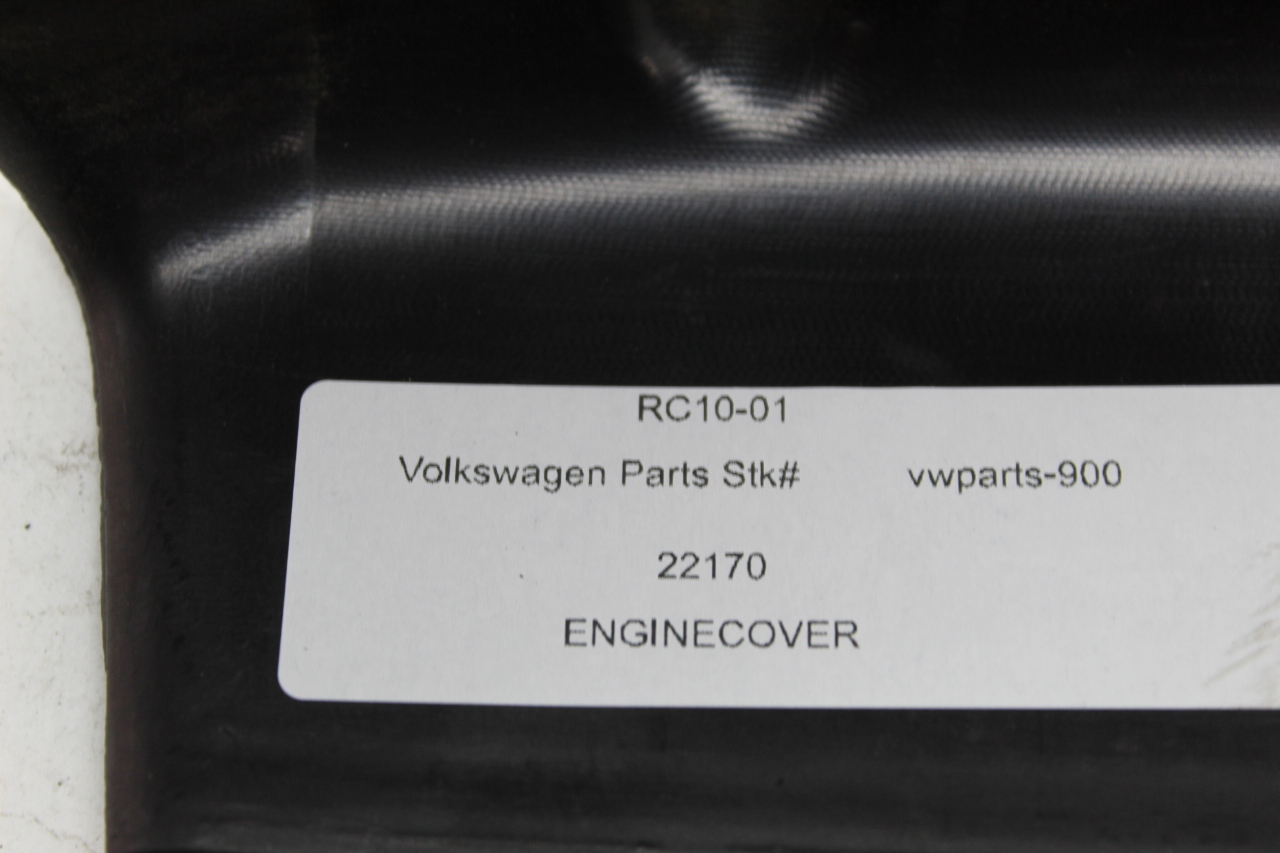 RC10-01
Volkswagen Parts Stk# vwparts-900
22170
ENGINECOVER